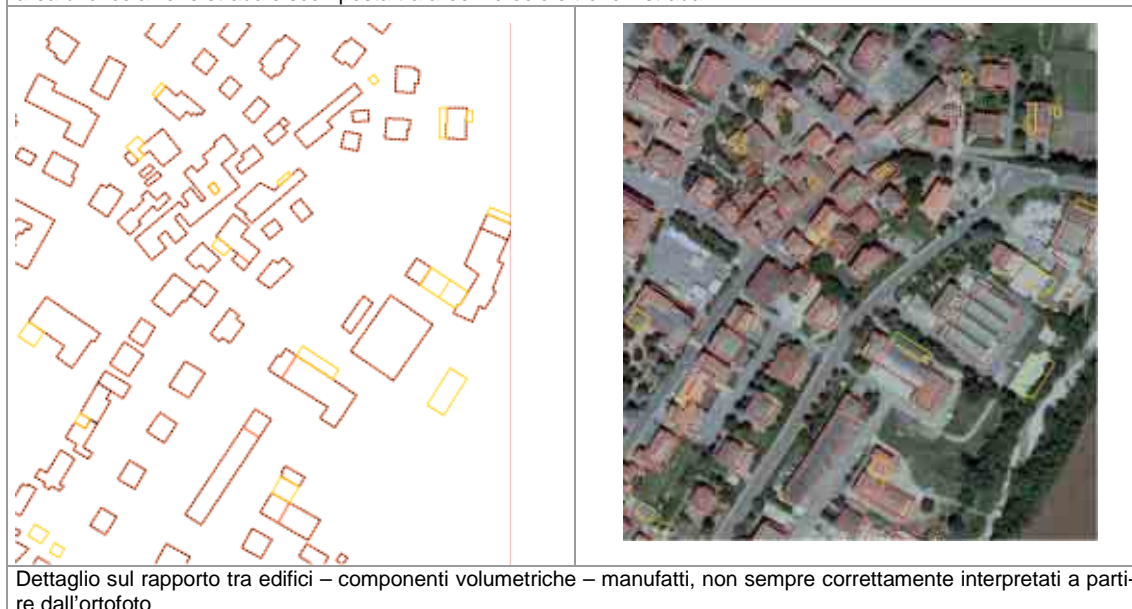 Dettaglio sul rapporto tra edifici – componenti volumetriche – manufatti, non sempre correttamente interpretati a parti-
re dall'ortofoto